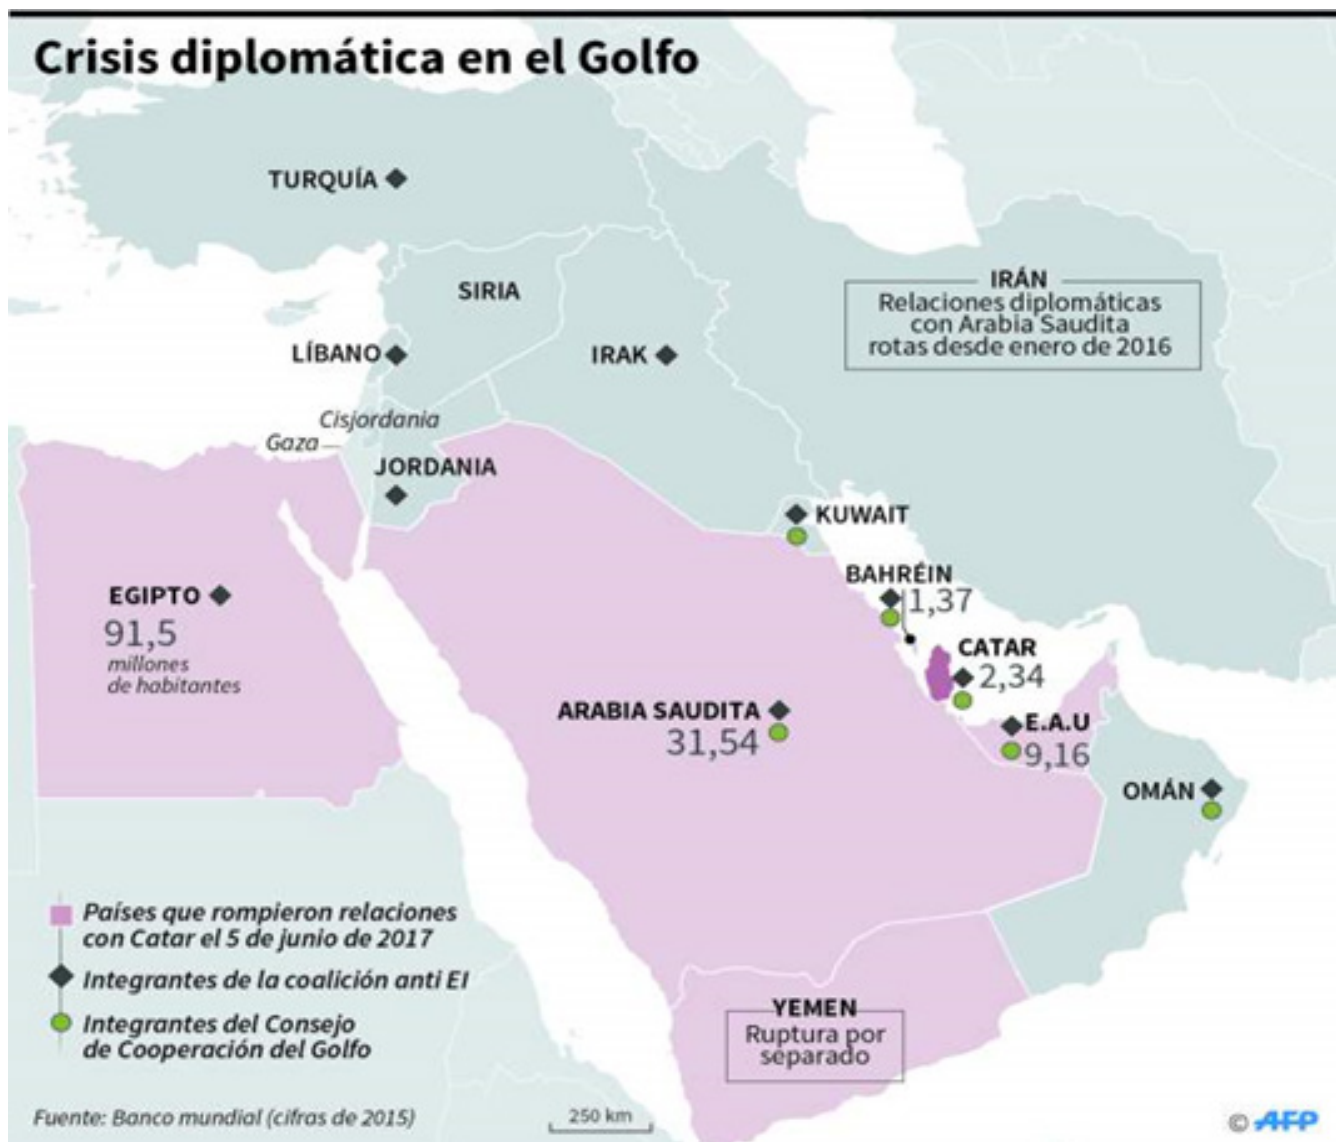 Crisis diplomática en el Golfo
TURQUÍA
SIRIA
IRÁN
Relaciones diplomáticas
con Arabia Saudita
rotas desde enero de 2016
LÍBANO
IRAK
Cisjordania
Gaza
JORDANIA
KUWAIT
BAHRÉIN
1,37
EGIPTO
91,5
millones
de habitantes
CATAR
2,34
ARABIA SAUDITA
31,54
E.A.U
9,16
OMÁN
Países que rompieron relaciones
con Catar el 5 de junio de 2017
Integrantes de la coalición anti EI
Integrantes del Consejo
de Cooperación del Golfo
YEMEN
Ruptura por
separado
Fuente: Banco mundial (cifras de 2015)
250 km
© AFP